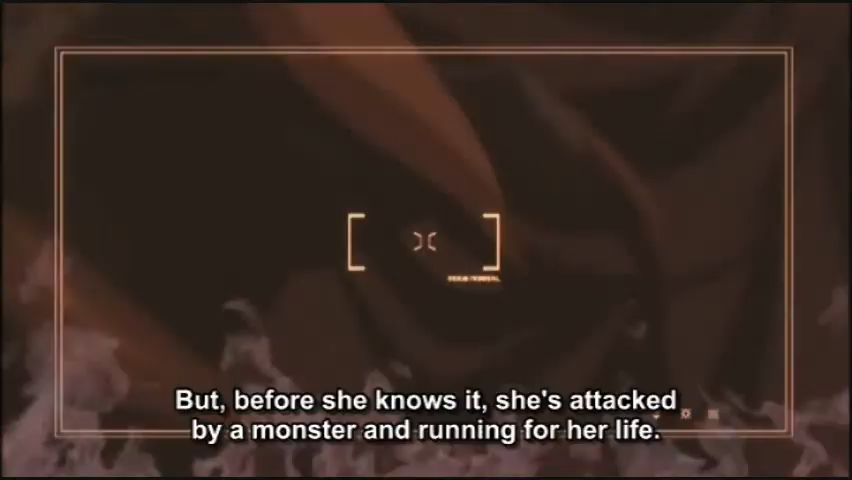 But, before she knows it, she's attacked
by a monster and running for her life.